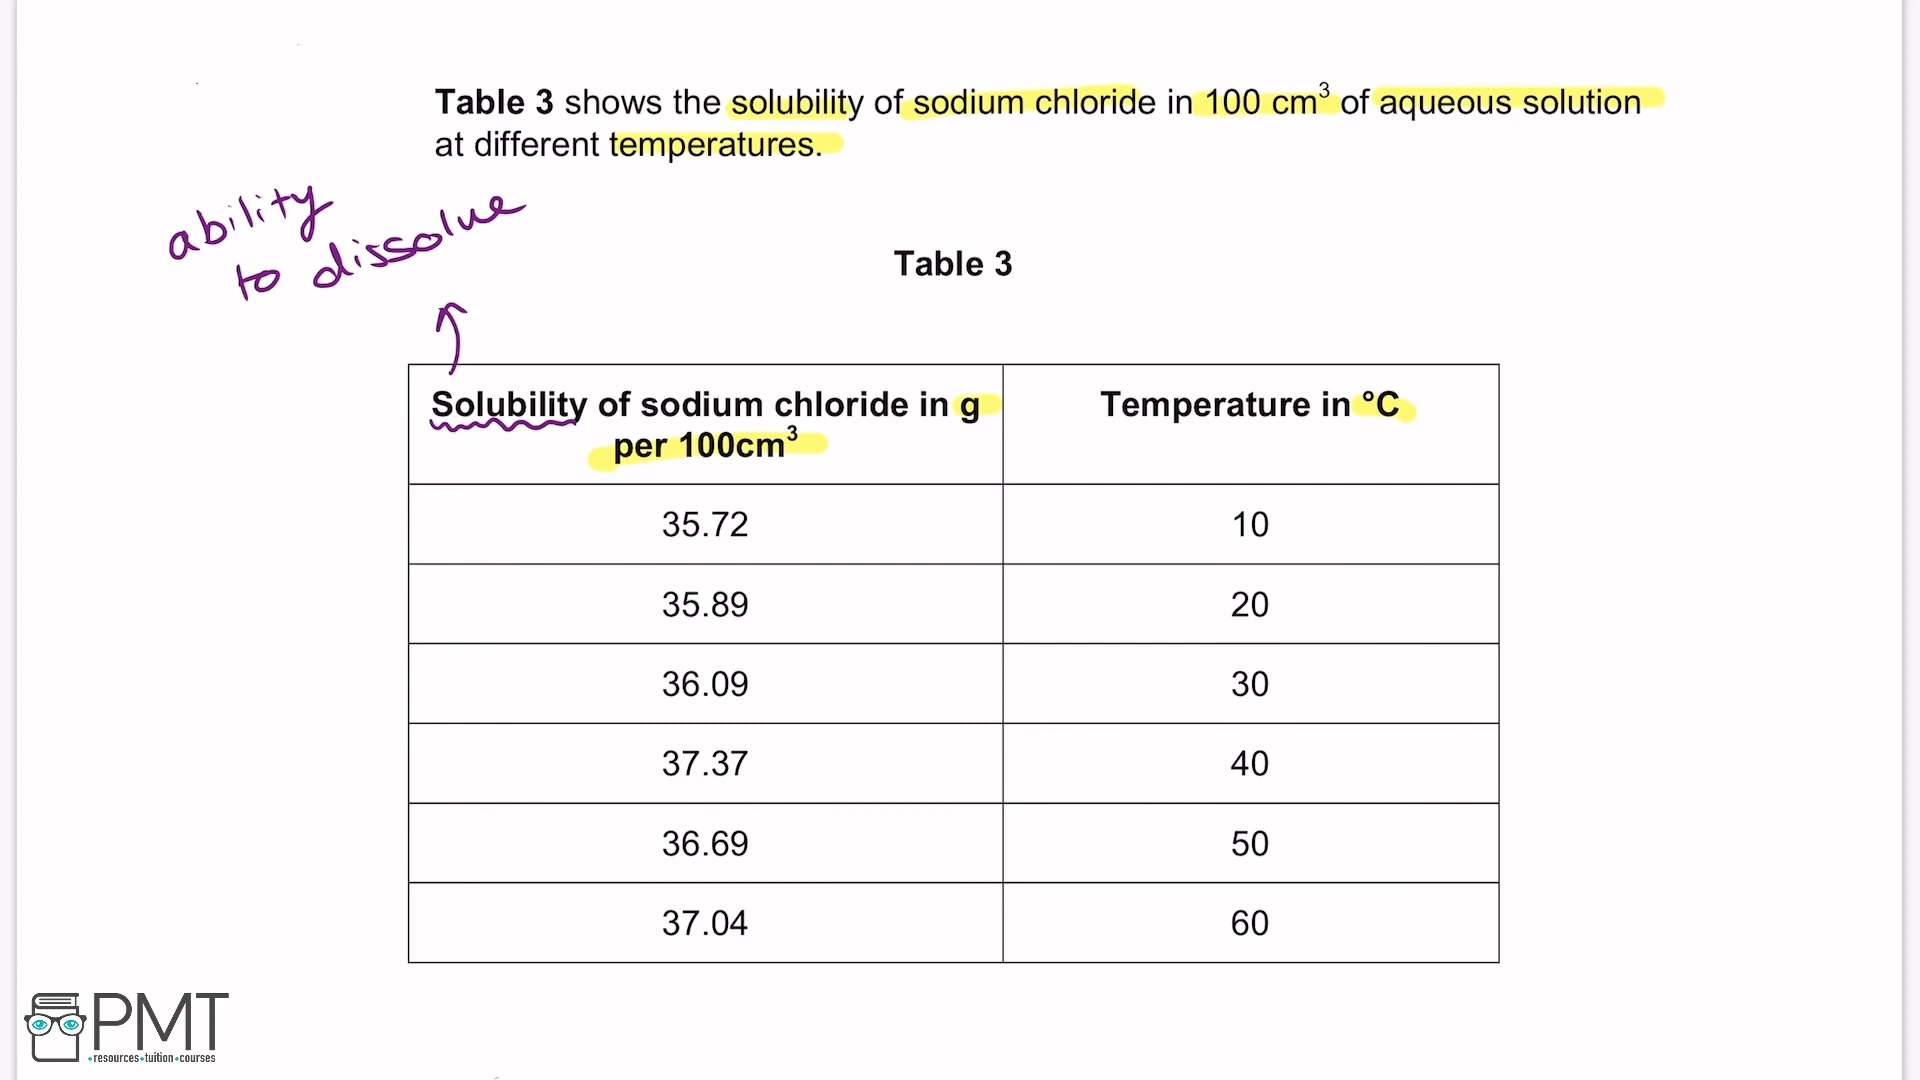 Table 3 shows the solubility of sodium chloride in 100 cm³ of aqueous solution
at different temperatures.
ability
to dissolve
Table 3
Solubility of sodium chloride in g
per 100cm³
Temperature in °C
35.72 10
35.89 20
36.09 30
37.37 40
36.69 50
37.04 60
PMT
•resources•tuition•courses